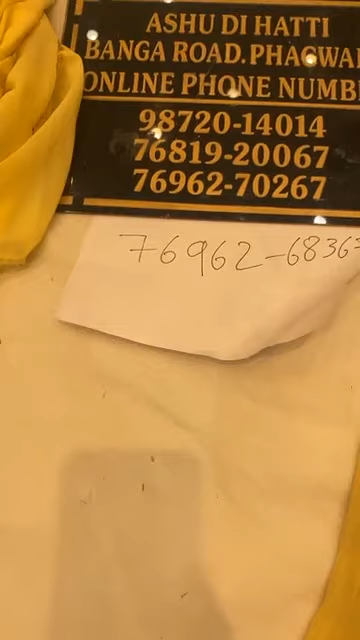 ASHU DI HATTI
BANGA ROAD.PHAGWA
ONLINE PHONE NUMB
98720-14014
76819-20067
76962-70267
76962-6836